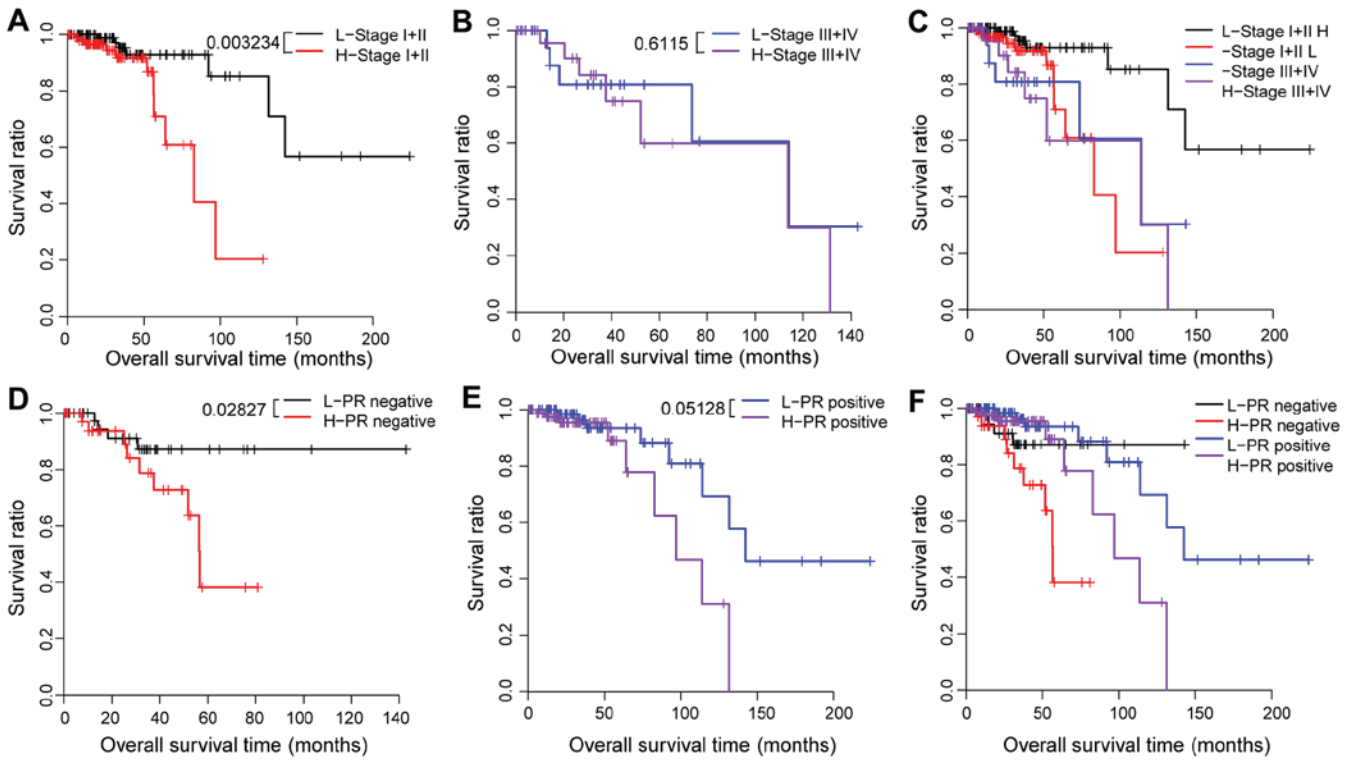 A
0.003234
L-Stage I+II
H-Stage I+II
Survival ratio
0.0 0.2 0.4 0.6 0.8 1.0
0 50 100 150 200
Overall survival time (months)
B
0.6115
L-Stage III+IV
H-Stage III+IV
Survival ratio
0.0 0.2 0.4 0.6 0.8 1.0
0 20 40 60 80 100 120 140
Overall survival time (months)
C
L-Stage I+II H
-Stage I+II L
-Stage III+IV
H-Stage III+IV
Survival ratio
0.0 0.2 0.4 0.6 0.8 1.0
0 50 100 150 200
Overall survival time (months)
D
0.02827
L-PR negative
H-PR negative
Survival ratio
0.0 0.2 0.4 0.6 0.8 1.0
0 20 40 60 80 100 120 140
Overall survival time (months)
E
0.05128
L-PR positive
H-PR positive
Survival ratio
0.0 0.2 0.4 0.6 0.8 1.0
0 50 100 150 200
Overall survival time (months)
F
L-PR negative
H-PR negative
L-PR positive
H-PR positive
Survival ratio
0.0 0.2 0.4 0.6 0.8 1.0
0 50 100 150 200
Overall survival time (months)